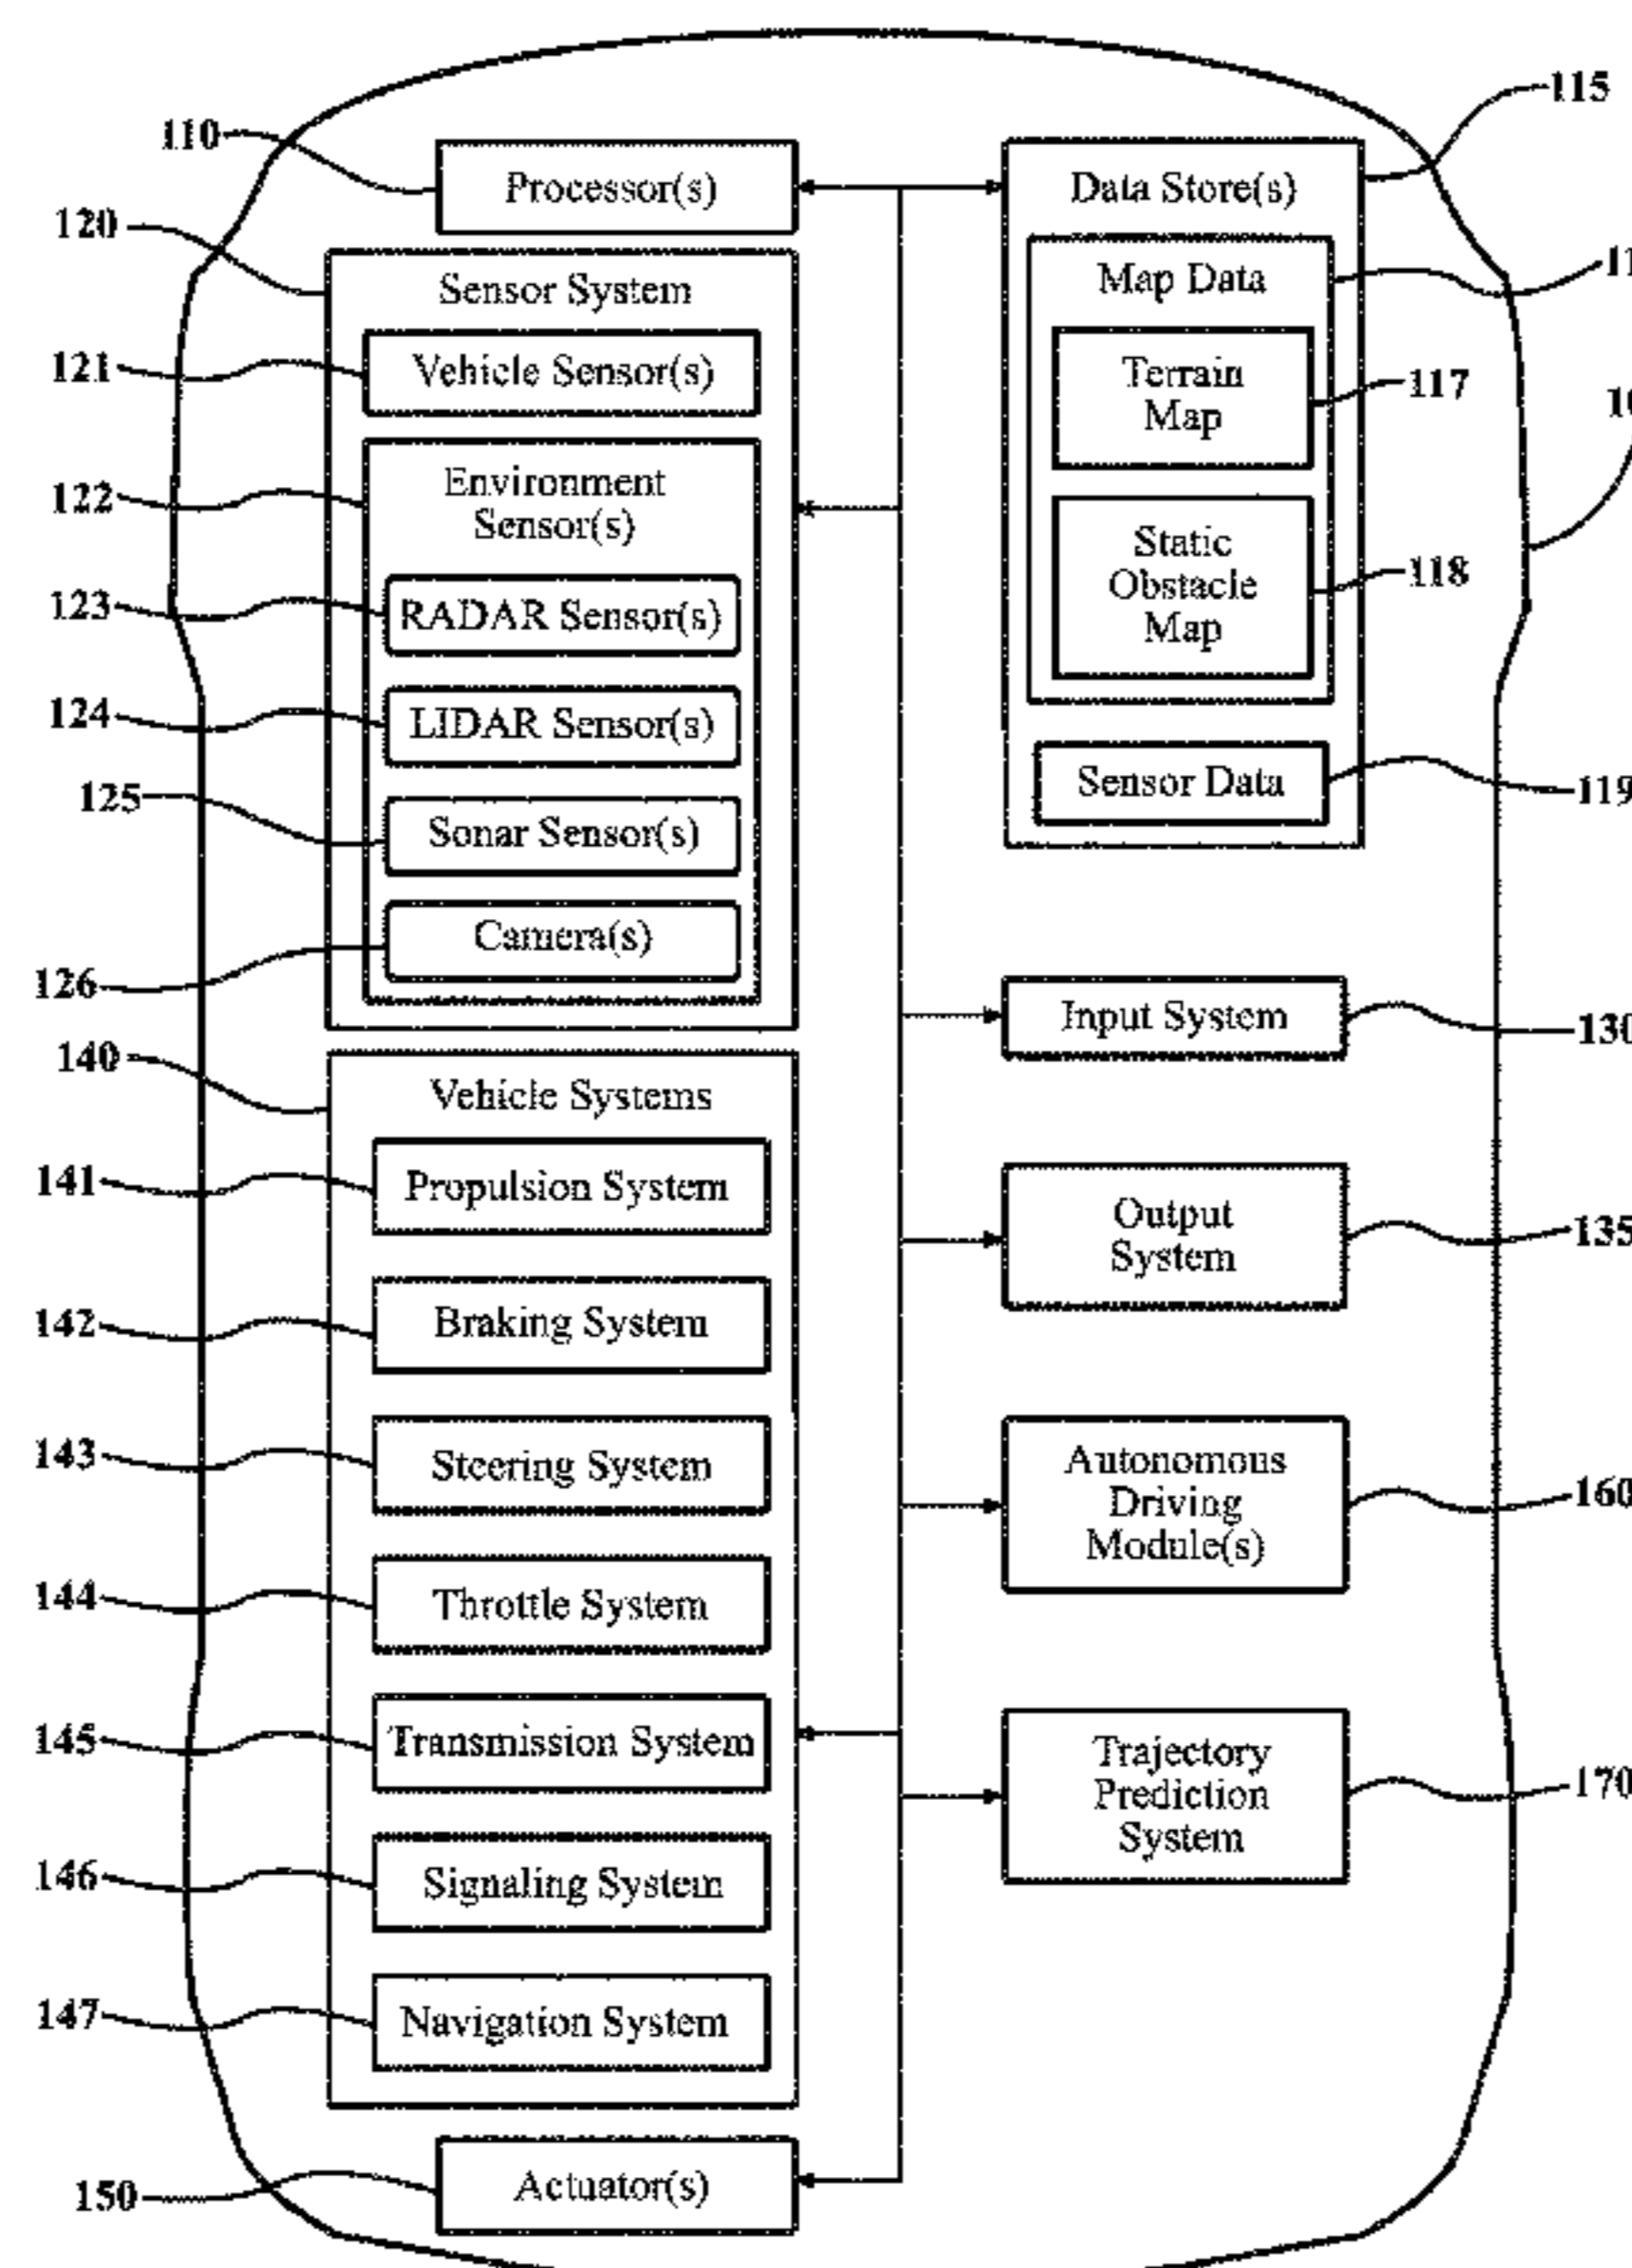 110
Processor(s)
120
Sensor System
121
Vehicle Sensor(s)
122
Environment
Sensor(s)
123
RADAR Sensor(s)
124
LIDAR Sensor(s)
125
Sonar Sensor(s)
126
Camera(s)
140
Vehicle Systems
141
Propulsion System
142
Braking System
143
Steering System
144
Throttle System
145
Transmission System
146
Signaling System
147
Navigation System
150
Actuator(s)
115
Data Store(s)
Map Data
Terrain
Map
117
Static
Obstacle
Map
118
Sensor Data
119
Input System
130
Output
System
135
Autonomous
Driving
Module(s)
160
Trajectory
Prediction
System
170